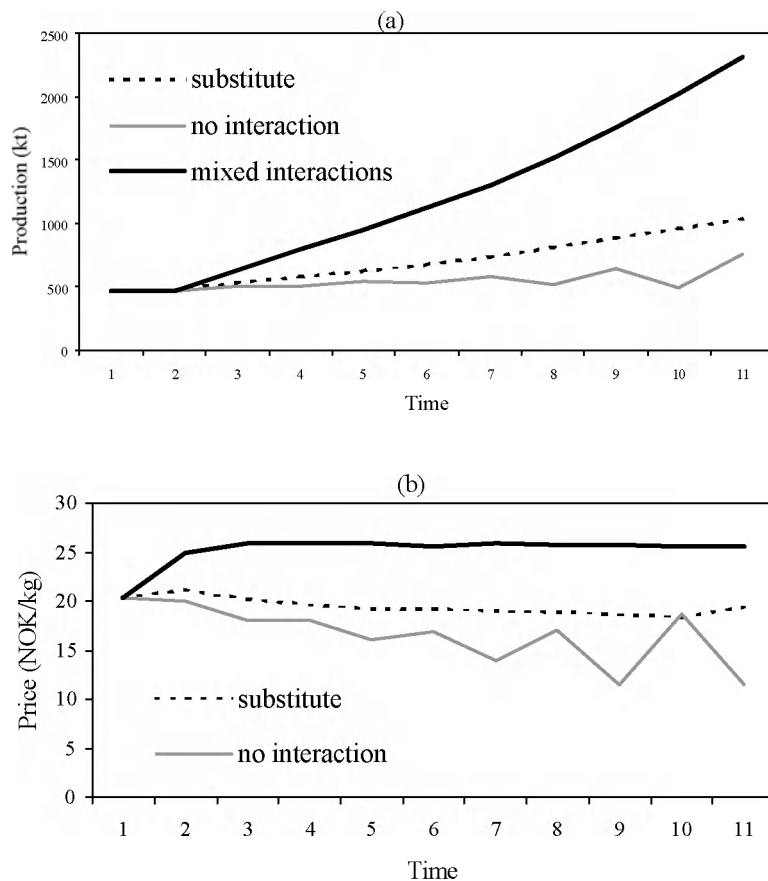 (a)
2500
2000
1500
1000
500
0
Production (kt)
substitute
no interaction
mixed interactions
1 2 3 4 5 6 7 8 9 10 11
Time
(b)
30
25
20
15
10
5
0
Price (NOK/kg)
substitute
no interaction
1 2 3 4 5 6 7 8 9 10 11
Time